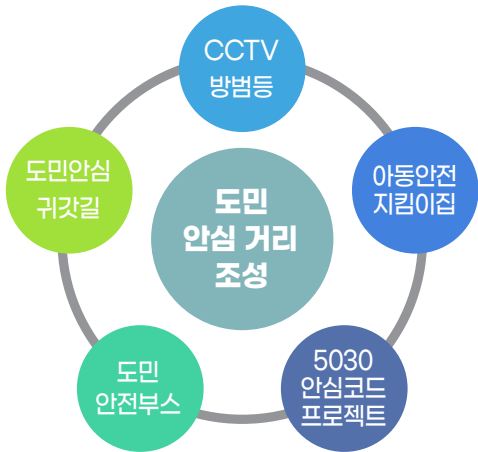 CCTV
방범등
아동안전
지킴이집
5030
안심코드
프로젝트
도민
안전부스
도민안심
귀갓길
도민
안심 거리
조성